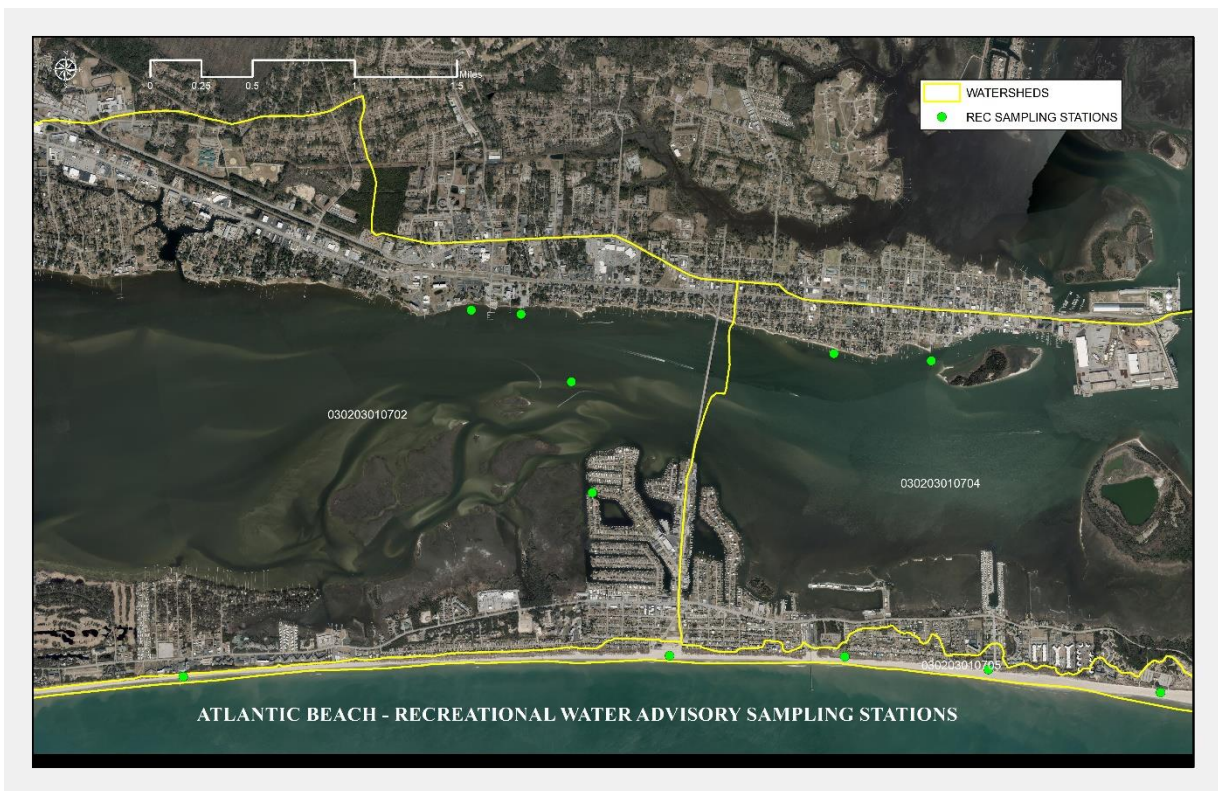 Miles
0 0.25 0.5 1 1.5
WATERSHEDS
REC SAMPLING STATIONS
030203010702
030203010704
030203010705
ATLANTIC BEACH - RECREATIONAL WATER ADVISORY SAMPLING STATIONS